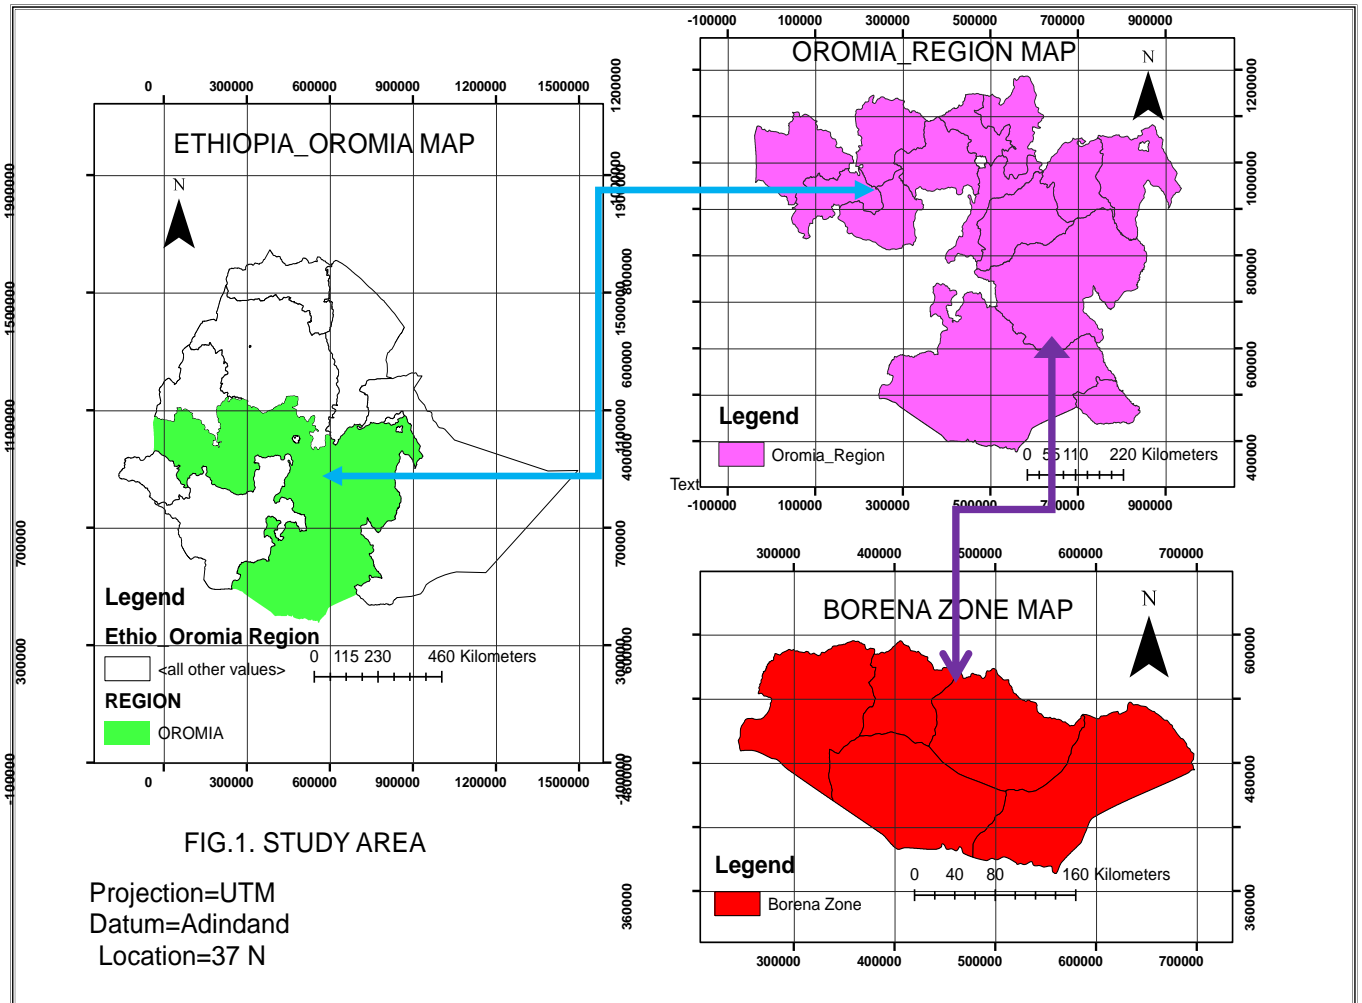 ETHIOPIA_OROMIA MAP
0 300000 600000 900000 1200000 1500000
1900000
1500000
1100000
700000
300000
-100000
N
Legend
Ethio_Oromia Region
<all other values>
REGION
OROMIA
0 115 230 460 Kilometers
0 300000 600000 900000 1200000 1500000
1900000
1500000
700000
FIG.1. STUDY AREA
Projection=UTM
Datum=Adindand
Location=37 N
-100000 100000 300000 500000 700000 900000
OROMIA_REGION MAP
N
1200000
1000000
800000
600000
400000
1200000
800000
600000
Legend
Oromia_Region
0 55 110 220 Kilometers
Text
-100000 100000 300000 500000 700000 900000
300000 400000 500000 600000 700000
BORENA ZONE MAP
N
600000
480000
360000
360000
Legend
Borena Zone
0 40 80 160 Kilometers
300000 400000 500000 600000 700000